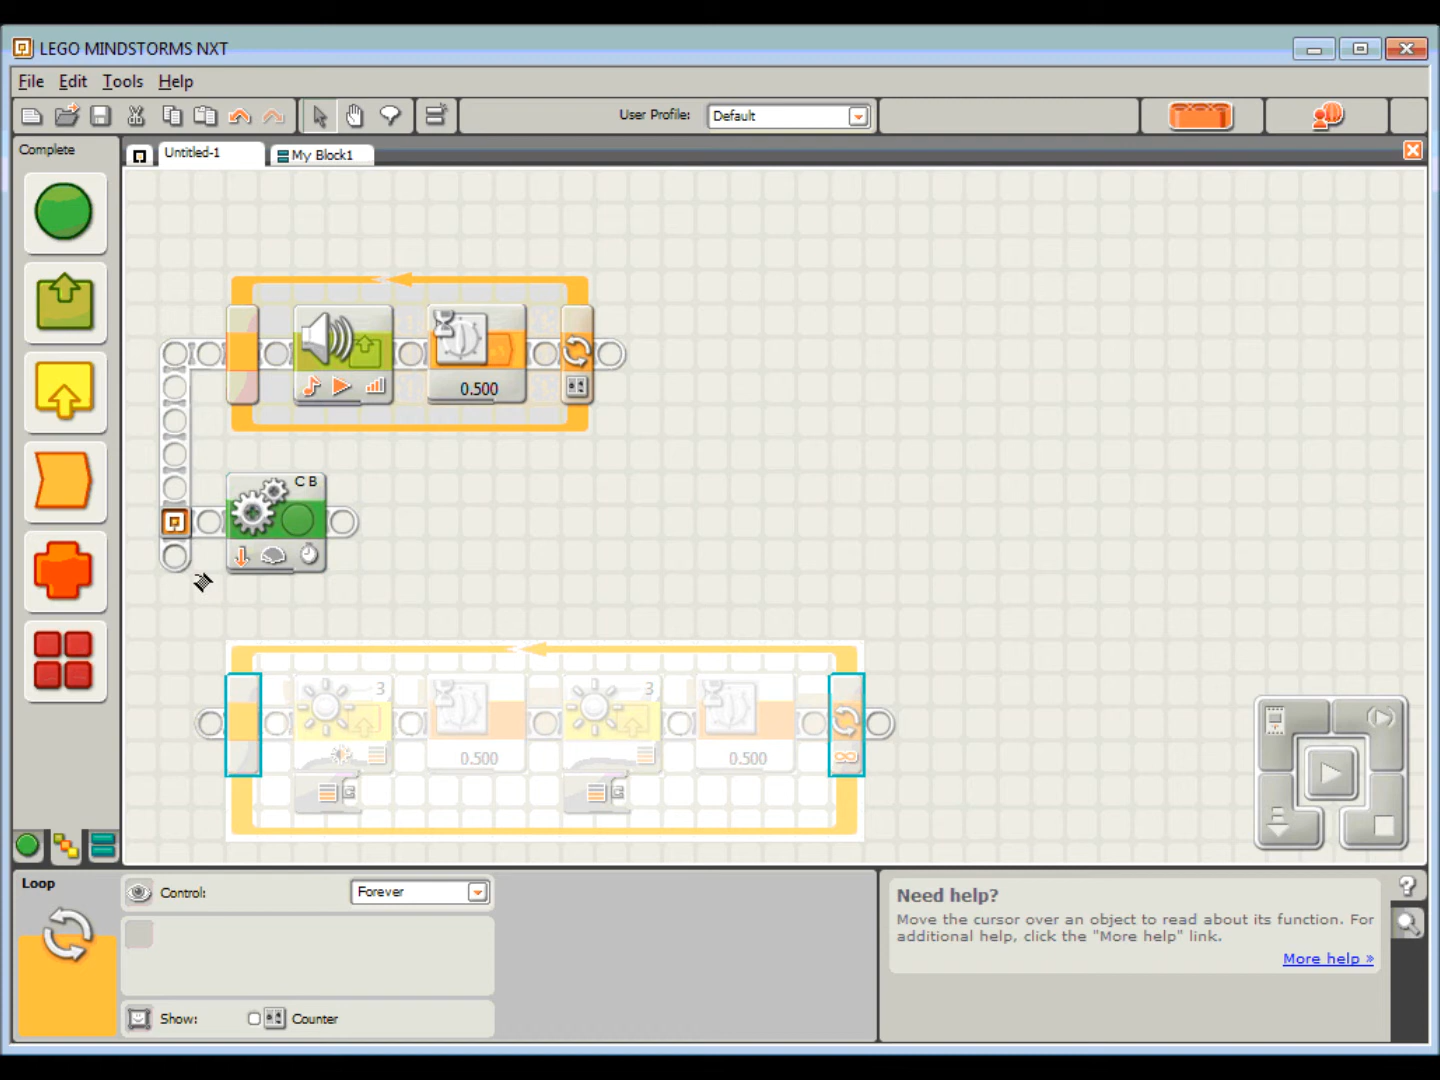 LEGO MINDSTORMS NXT
File Edit Tools Help
User Profile: Default
Complete
Untitled-1
My Block1
0.500
C B
3
3
0.500
0.500
Loop
Control: Forever
Show: Counter
Need help?
Move the cursor over an object to read about its function. For
additional help, click the "More help" link.
More help »
?